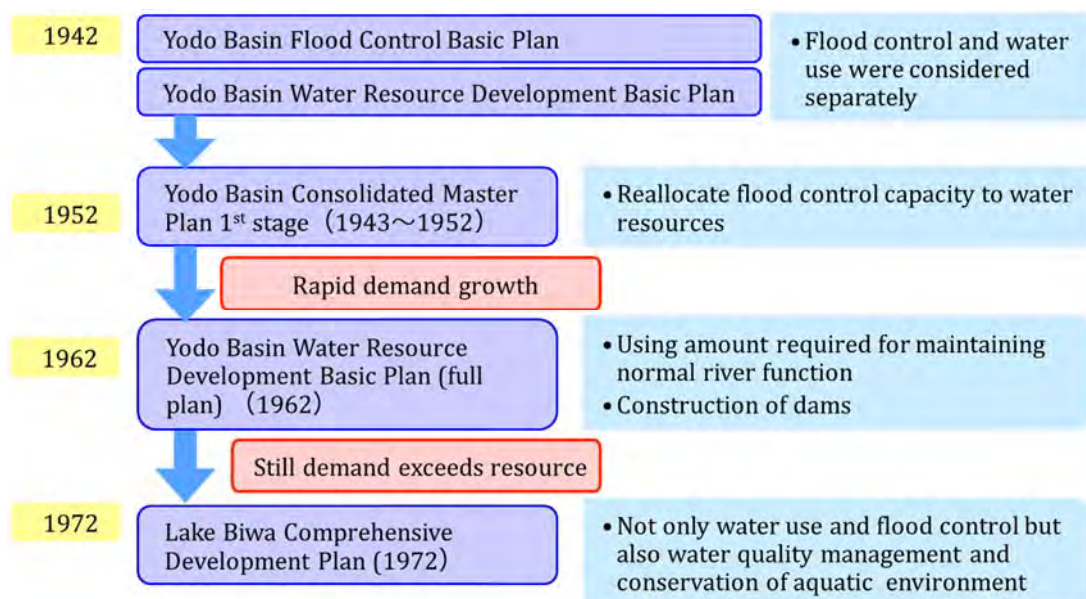 1942
Yodo Basin Flood Control Basic Plan
Yodo Basin Water Resource Development Basic Plan
• Flood control and water
use were considered
separately
1952
Yodo Basin Consolidated Master
Plan 1st stage（1943～1952）
• Reallocate flood control capacity to water
resources
Rapid demand growth
1962
Yodo Basin Water Resource
Development Basic Plan (full
plan)（1962）
• Using amount required for maintaining
normal river function
• Construction of dams
Still demand exceeds resource
1972
Lake Biwa Comprehensive
Development Plan (1972）
• Not only water use and flood control but
also water quality management and
conservation of aquatic environment